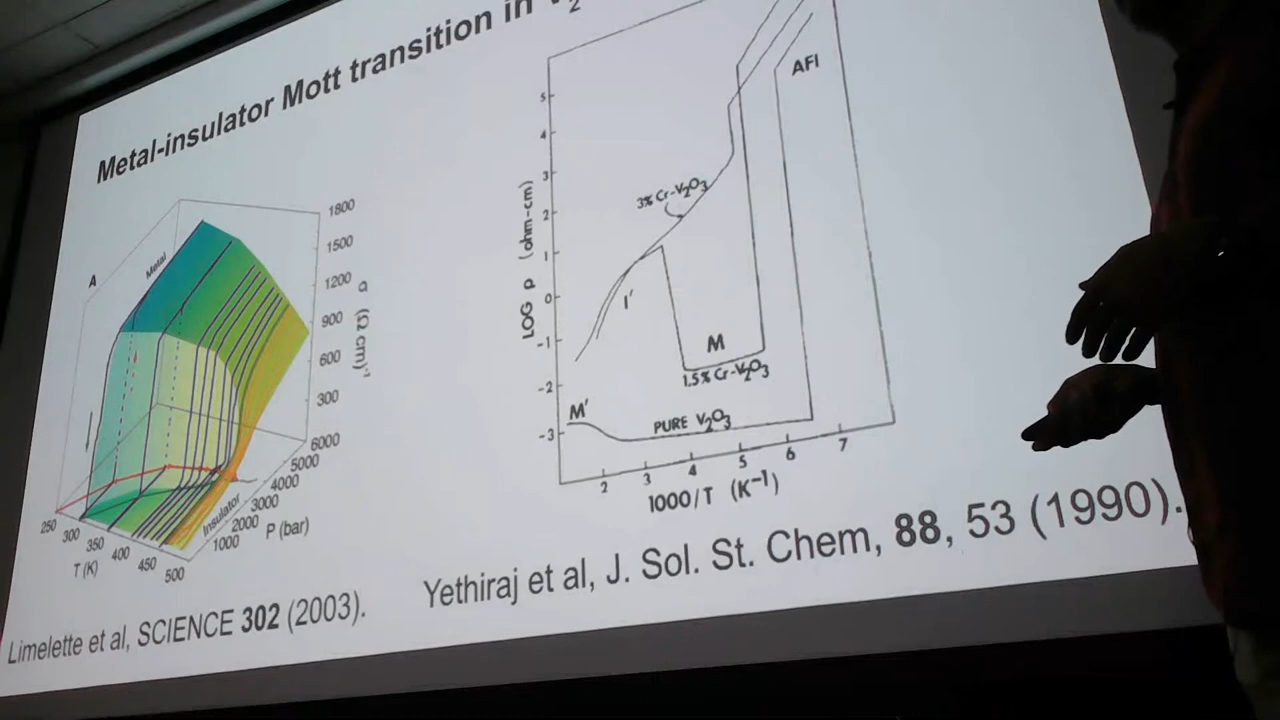 Metal-insulator Mott transition in V2
A
Metal
1800
1500
1200
900
600
300
σ (Ω cm)-1
6000
5000
4000
3000
2000
1000
P (bar)
Insulator
250
300
350
400
450
500
T (K)
Limelette et al, SCIENCE 302 (2003).
LOG ρ (ohm-cm)
5
4
3
2
1
0
-1
-2
-3
AFI
3% Cr-V2O3
I'
M
1.5% Cr-V2O3
M'
PURE V2O3
2
3
4
5
6
7
1000/T (K-1)
Yethiraj et al, J. Sol. St. Chem, 88, 53 (1990).